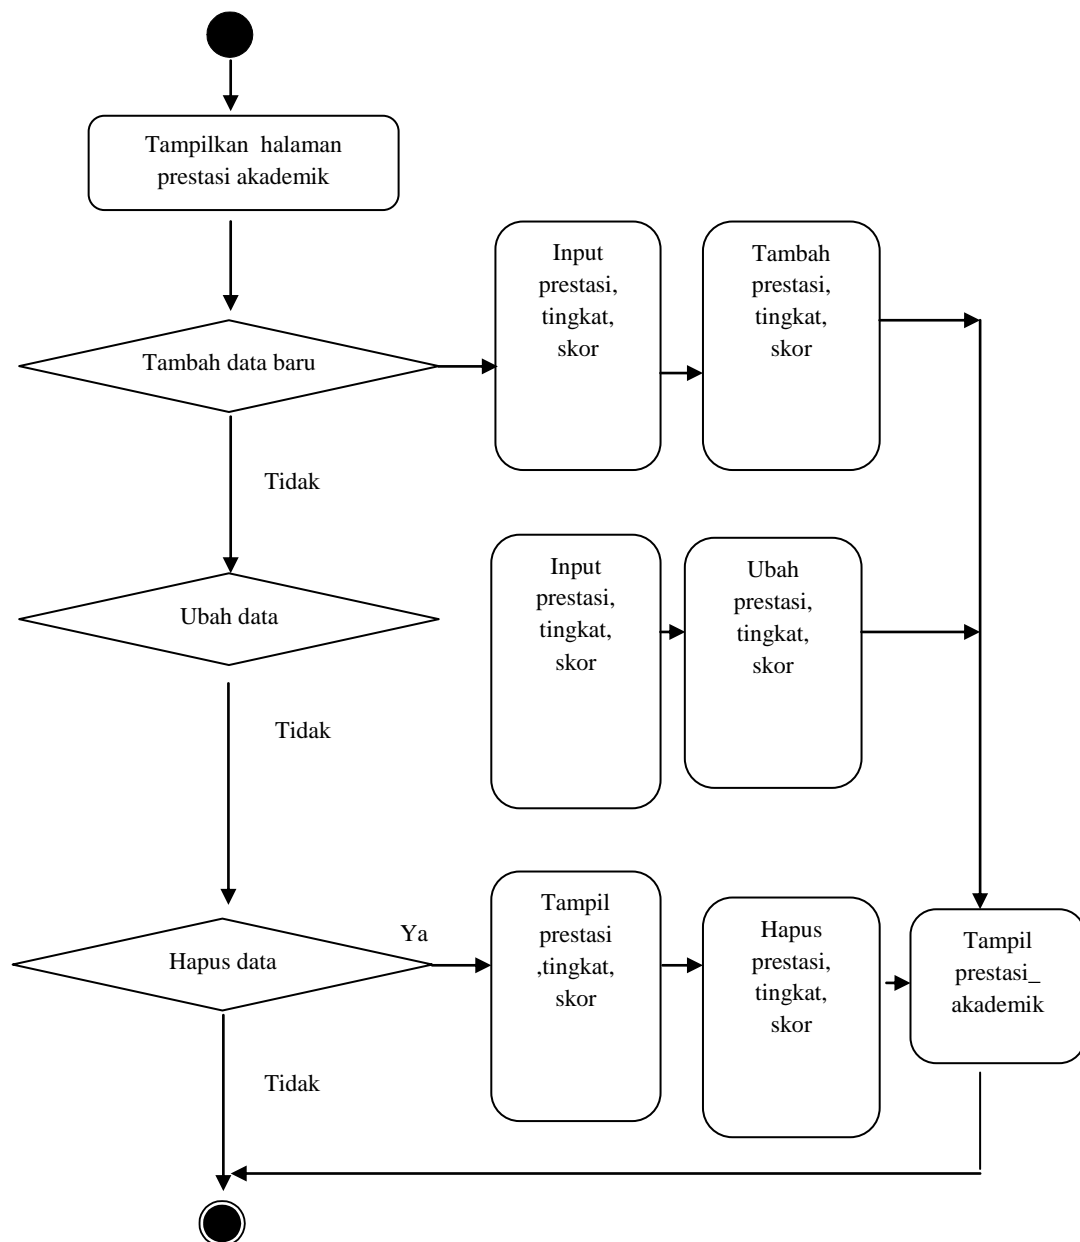 Tampilkan halaman
prestasi akademik
Input
prestasi,
tingkat,
skor
Tambah
prestasi,
tingkat,
skor
Tambah data baru
Tidak
Input
prestasi,
tingkat,
skor
Ubah
prestasi,
tingkat,
skor
Ubah data
Tidak
Ya
Tampil
prestasi
,tingkat,
skor
Hapus
prestasi,
tingkat,
skor
Tampil
prestasi_
akademik
Hapus data
Tidak